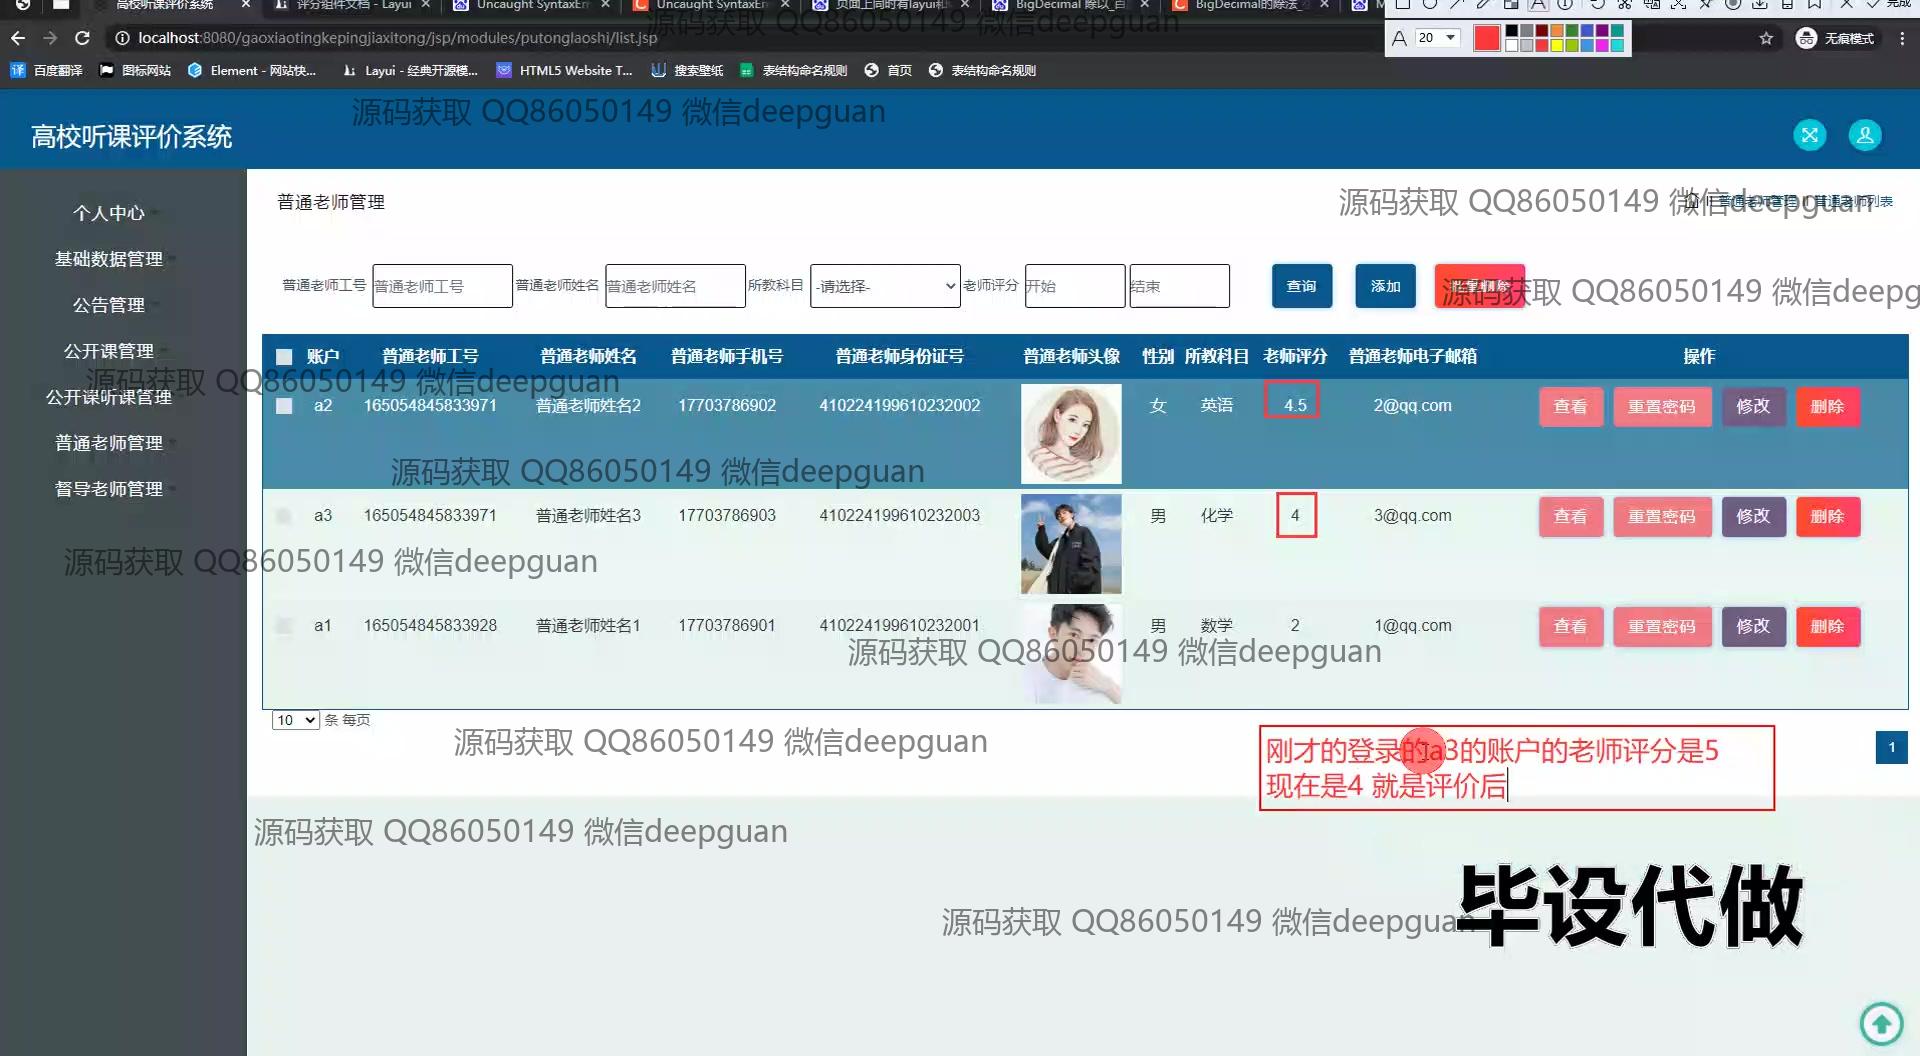 高校听课评价系统
评分组件文档 - Layui
Uncaught SyntaxEr
Uncaught SyntaxEr
页面上同时有layui和
BigDecimal 除以_百
BigDecimal的除法_
完成
localhost:8080/gaoxiaotingkepingjiaxitong/jsp/modules/putonglaoshi/list.jsp
A 20
无痕模式
百度翻译 图标网站 Element - 网站快... Layui - 经典开源模... HTML5 Website T... 搜索壁纸 表结构命名规则 首页 表结构命名规则
源码获取 QQ86050149 微信deepguan
高校听课评价系统
个人中心
基础数据管理
公告管理
公开课管理
公开课听课管理
普通老师管理
督导老师管理
普通老师管理
源码获取 QQ86050149 微信deepguan
普通老师管理 普通老师列表
普通老师工号 普通老师工号 普通老师姓名 普通老师姓名 所教科目 -请选择- 老师评分 开始 结束 查询 添加 批量删除
源码获取 QQ86050149 微信deepg
账户 普通老师工号 普通老师姓名 普通老师手机号 普通老师身份证号 普通老师头像 性别 所教科目 老师评分 普通老师电子邮箱 操作
源码获取 QQ86050149 微信deepguan
a2 165054845833971 普通老师姓名2 17703786902 410224199610232002 女 英语 4.5 2@qq.com 查看 重置密码 修改 删除
源码获取 QQ86050149 微信deepguan
a3 165054845833971 普通老师姓名3 17703786903 410224199610232003 男 化学 4 3@qq.com 查看 重置密码 修改 删除
源码获取 QQ86050149 微信deepguan
a1 165054845833928 普通老师姓名1 17703786901 410224199610232001 男 数学 2 1@qq.com 查看 重置密码 修改 删除
源码获取 QQ86050149 微信deepguan
10 条 每页
源码获取 QQ86050149 微信deepguan
1
刚才的登录的a3的账户的老师评分是5
现在是4 就是评价后
源码获取 QQ86050149 微信deepguan
源码获取 QQ86050149 微信deepguan
毕设代做